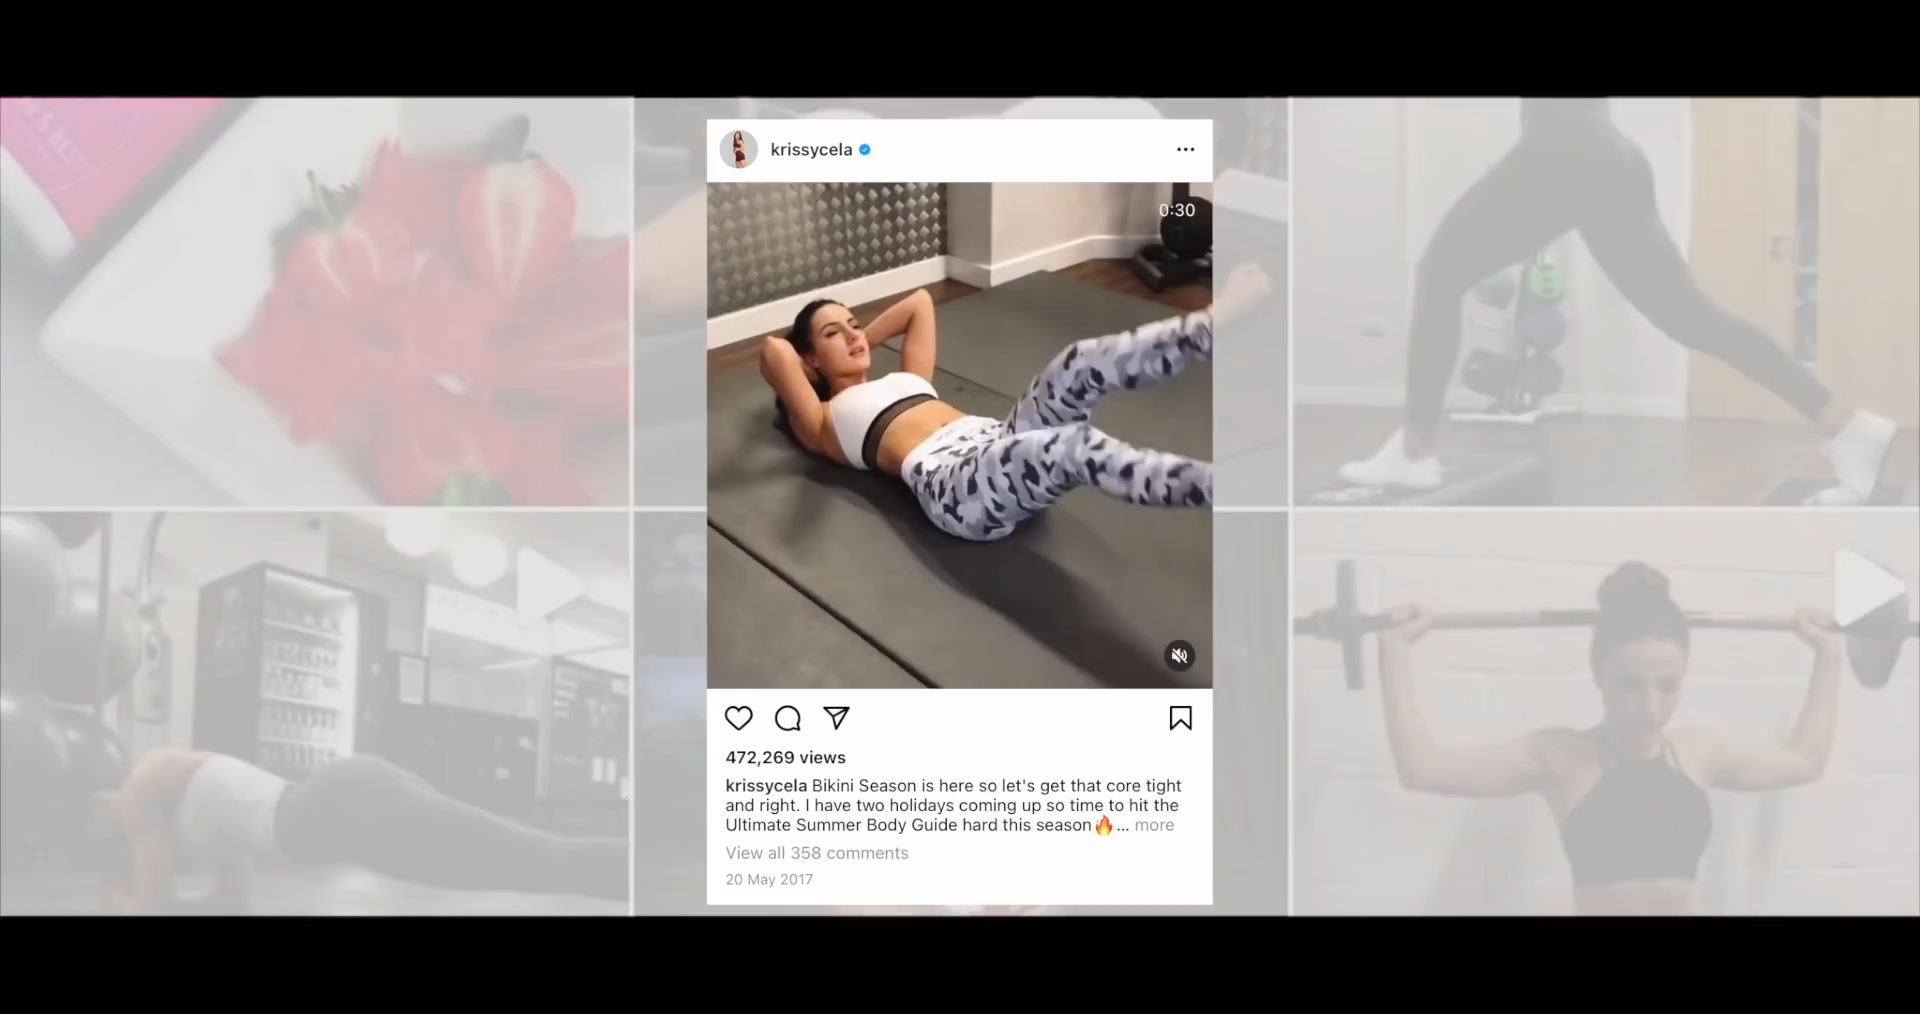 N'S BEST
krissycela
0:30
472,269 views
krissycela Bikini Season is here so let's get that core tight
and right. I have two holidays coming up so time to hit the
Ultimate Summer Body Guide hard this season🔥... more
View all 358 comments
20 May 2017